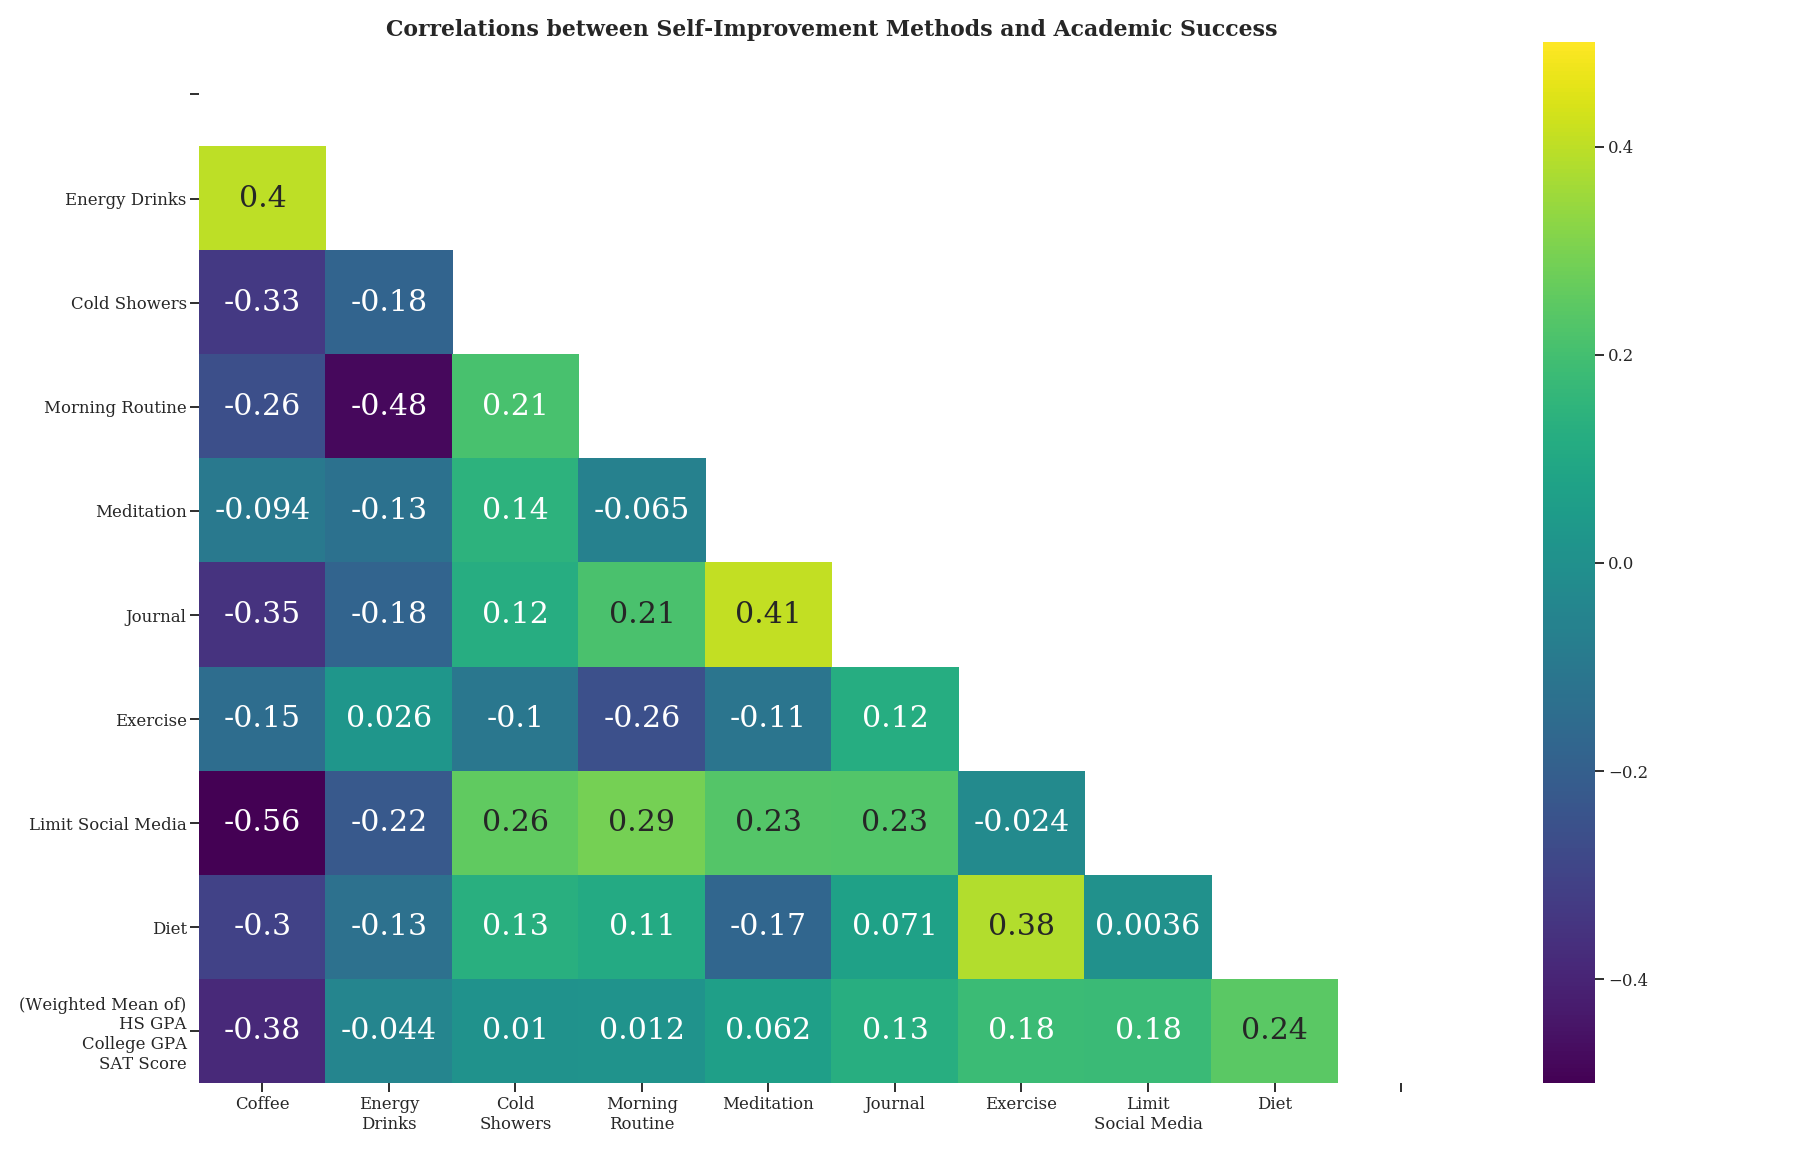 Correlations between Self-Improvement Methods and Academic Success
0.4
Energy Drinks 0.4
Cold Showers -0.33 -0.18
Morning Routine -0.26 -0.48 0.21
0.2
Meditation -0.094 -0.13 0.14 -0.065
0.0
Journal -0.35 -0.18 0.12 0.21 0.41
Exercise -0.15 0.026 -0.1 -0.26 -0.11 0.12
−0.2
Limit Social Media -0.56 -0.22 0.26 0.29 0.23 0.23 -0.024
Diet -0.3 -0.13 0.13 0.11 -0.17 0.071 0.38 0.0036
−0.4
(Weighted Mean of)
HS GPA
College GPA
SAT Score
-0.38 -0.044 0.01 0.012 0.062 0.13 0.18 0.18 0.24
Coffee
Energy
Drinks
Cold
Showers
Morning
Routine
Meditation
Journal
Exercise
Limit
Social Media
Diet